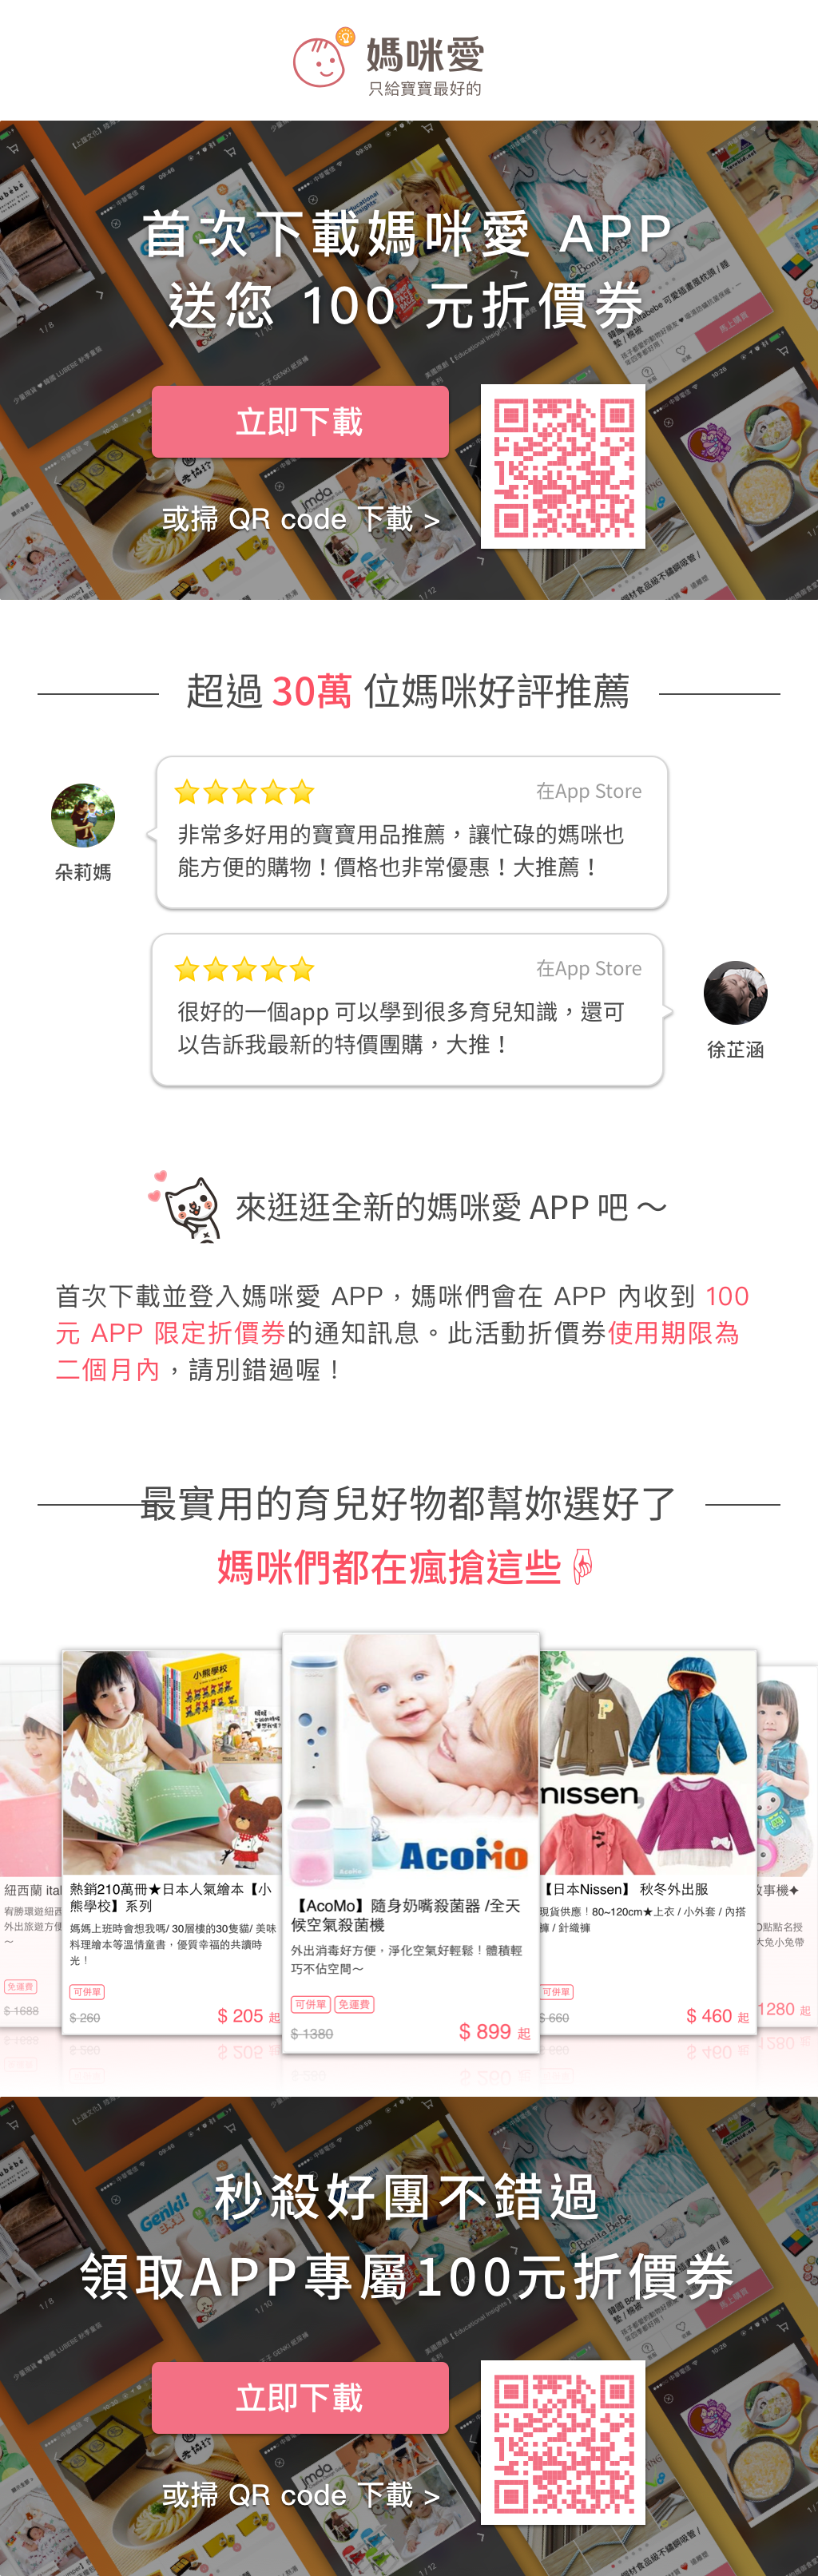 媽咪愛
只給寶寶最好的
首次下載媽咪愛 APP
送您 100 元折價券
立即下載
或掃 QR code 下載 >
超過 30萬 位媽咪好評推薦
在App Store
非常多好用的寶寶用品推薦，讓忙碌的媽咪也
能方便的購物！價格也非常優惠！大推薦！
朵莉媽
在App Store
很好的一個app 可以學到很多育兒知識，還可
以告訴我最新的特價團購，大推！
徐芷涵
來逛逛全新的媽咪愛 APP 吧～
首次下載並登入媽咪愛 APP，媽咪們會在 APP 內收到 100
元 APP 限定折價券的通知訊息。此活動折價券使用期限為
二個月內，請別錯過喔！
最實用的育兒好物都幫妳選好了
媽咪們都在瘋搶這些
紐西蘭 ital
外出旅遊方便
～
免運費
$ 1688
小熊學校
熱銷210萬冊★日本人氣繪本【小
熊學校】系列
媽媽上班時會想我嗎/ 30層樓的30隻貓/ 美味
料理繪本等溫情童書，優質幸福的共讀時
光！
可併單
$ 260
$ 205 起
AcoMo
【AcoMo】隨身奶嘴殺菌器 /全天
候空氣殺菌機
外出消毒好方便，淨化空氣好輕鬆！體積輕
巧不佔空間～
可併單 免運費
$ 1380
$ 899 起
nissen
【日本Nissen】 秋冬外出服
現貨供應！80~120cm★上衣 / 小外套 / 內搭
褲 / 針織褲
可併單
$ 660
$ 460 起
故事機✦
點點名授
大兔小兔帶
1280 起
秒殺好團不錯過
領取APP專屬100元折價券
立即下載
或掃 QR code 下載 >